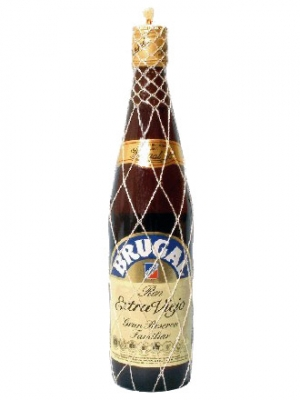 BRUGAL
Ron
Extra Viejo
Gran Reserva
Familiar